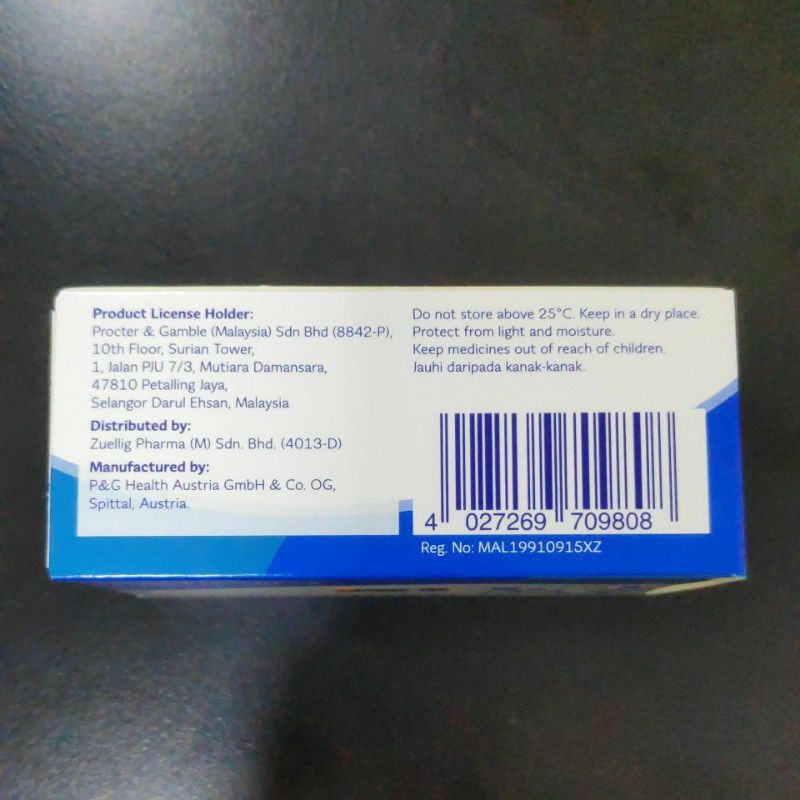 Product License Holder:
Procter & Gamble (Malaysia) Sdn Bhd (8842-P),
10th Floor, Surian Tower,
1, Jalan PJU 7/3, Mutiara Damansara,
47810 Petalling Jaya,
Selangor Darul Ehsan, Malaysia
Distributed by:
Zuellig Pharma (M) Sdn. Bhd. (4013-D)
Manufactured by:
P&G Health Austria GmbH & Co. OG,
Spittal, Austria.
Do not store above 25°C. Keep in a dry place.
Protect from light and moisture.
Keep medicines out of reach of children.
Jauhi daripada kanak-kanak.
4 027269 709808
Reg. No: MAL19910915XZ